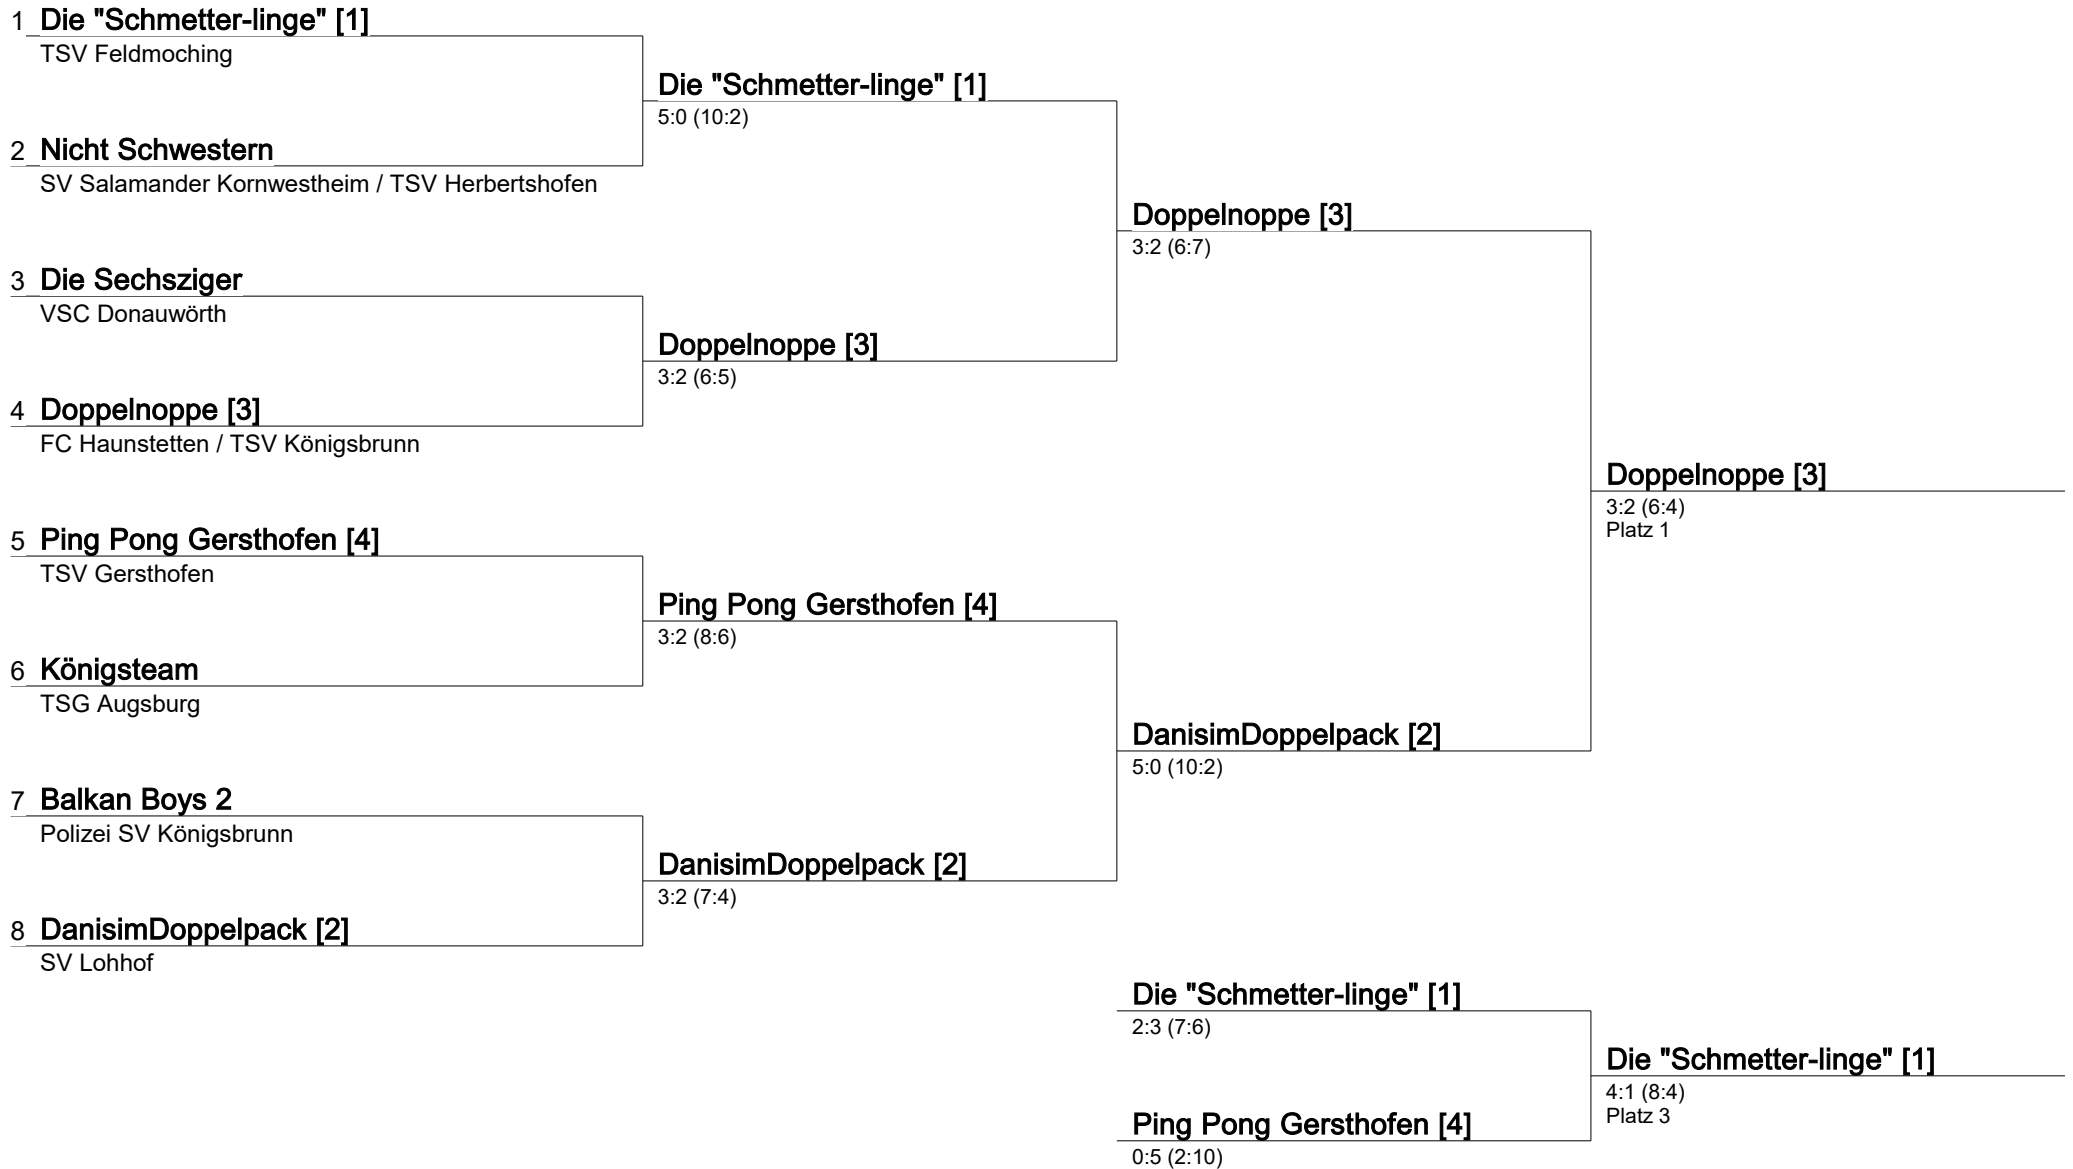 1 Die "Schmetter-linge" [1]
TSV Feldmoching
Die "Schmetter-linge" [1]
5:0 (10:2)
2 Nicht Schwestern
SV Salamander Kornwestheim / TSV Herbertshofen
Doppelnoppe [3]
3:2 (6:7)
3 Die Sechsziger
VSC Donauwörth
Doppelnoppe [3]
3:2 (6:5)
4 Doppelnoppe [3]
FC Haunstetten / TSV Königsbrunn
Doppelnoppe [3]
3:2 (6:4)
Platz 1
5 Ping Pong Gersthofen [4]
TSV Gersthofen
Ping Pong Gersthofen [4]
3:2 (8:6)
6 Königsteam
TSG Augsburg
DanisimDoppelpack [2]
5:0 (10:2)
7 Balkan Boys 2
Polizei SV Königsbrunn
DanisimDoppelpack [2]
3:2 (7:4)
8 DanisimDoppelpack [2]
SV Lohhof
Die "Schmetter-linge" [1]
2:3 (7:6)
Die "Schmetter-linge" [1]
4:1 (8:4)
Platz 3
Ping Pong Gersthofen [4]
0:5 (2:10)